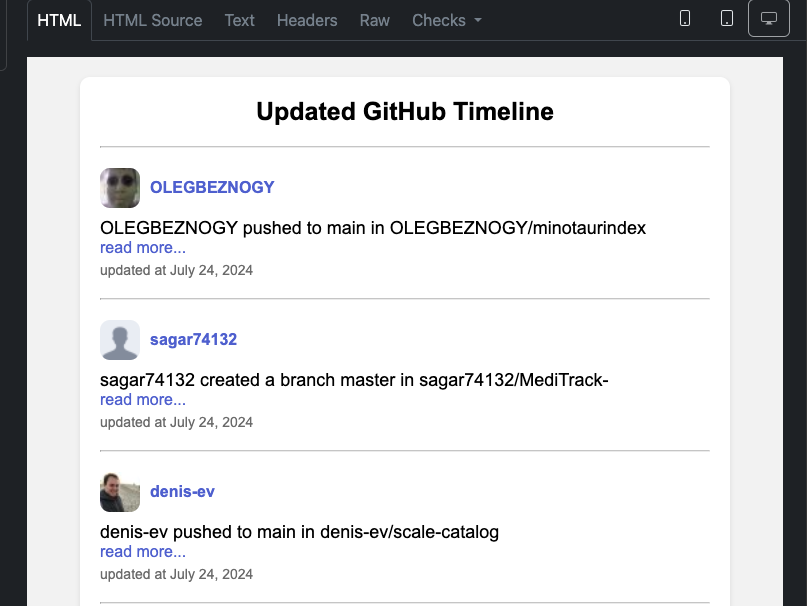 HTML HTML Source Text Headers Raw Checks
Updated GitHub Timeline
OLEGBEZNOGY
OLEGBEZNOGY pushed to main in OLEGBEZNOGY/minotaurindex
read more...
updated at July 24, 2024
sagar74132
sagar74132 created a branch master in sagar74132/MediTrack-
read more...
updated at July 24, 2024
denis-ev
denis-ev pushed to main in denis-ev/scale-catalog
read more...
updated at July 24, 2024